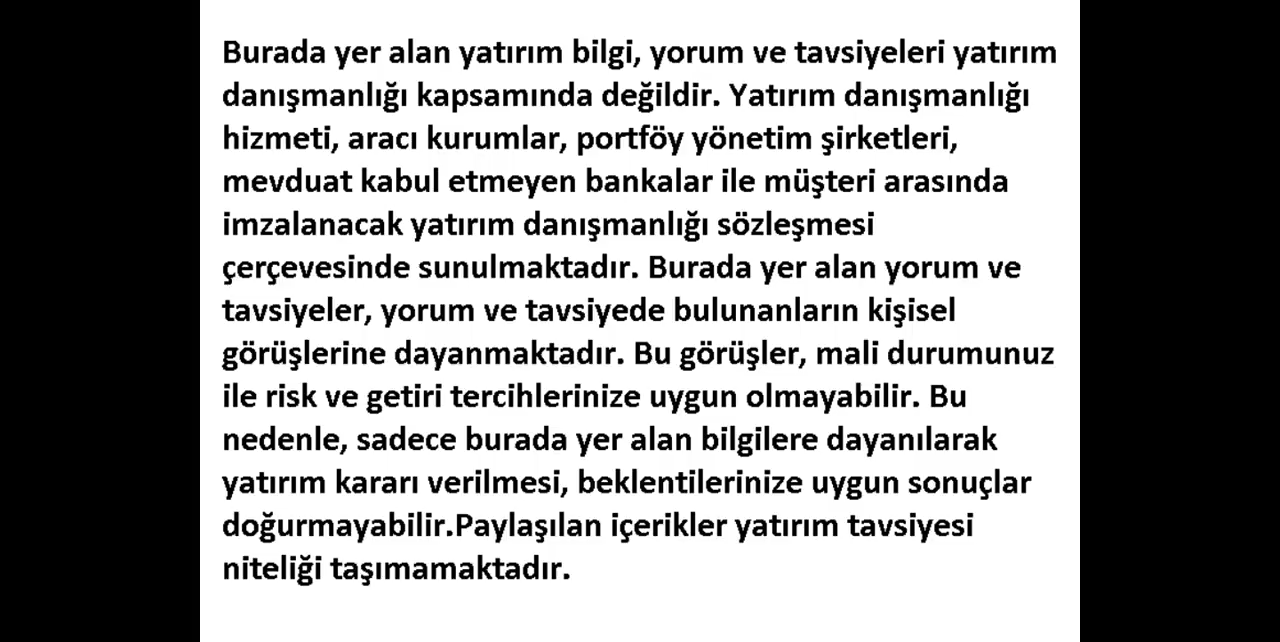 Burada yer alan yatırım bilgi, yorum ve tavsiyeleri yatırım
danışmanlığı kapsamında değildir. Yatırım danışmanlığı
hizmeti, aracı kurumlar, portföy yönetim şirketleri,
mevduat kabul etmeyen bankalar ile müşteri arasında
imzalanacak yatırım danışmanlığı sözleşmesi
çerçevesinde sunulmaktadır. Burada yer alan yorum ve
tavsiyeler, yorum ve tavsiyede bulunanların kişisel
görüşlerine dayanmaktadır. Bu görüşler, mali durumunuz
ile risk ve getiri tercihlerinize uygun olmayabilir. Bu
nedenle, sadece burada yer alan bilgilere dayanılarak
yatırım kararı verilmesi, beklentilerinize uygun sonuçlar
doğurmayabilir.Paylaşılan içerikler yatırım tavsiyesi
niteliği taşımamaktadır.